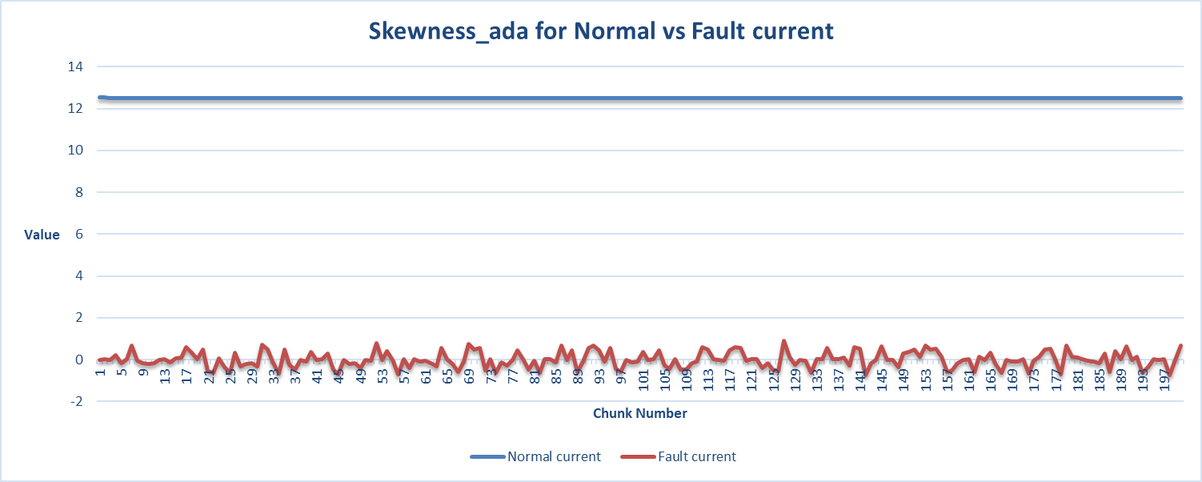 Skewness_ada for Normal vs Fault current
14
12
10
8
6
4
2
0
-2
Value
1 5 9 13 17 21 25 29 33 37 41 45 49 53 57 61 65 69 73 77 81 85 89 93 97 101 105 109 113 117 121 125 129 133 137 141 145 149 153 157 161 165 169 173 177 181 185 189 193 197
Chunk Number
Normal current Fault current